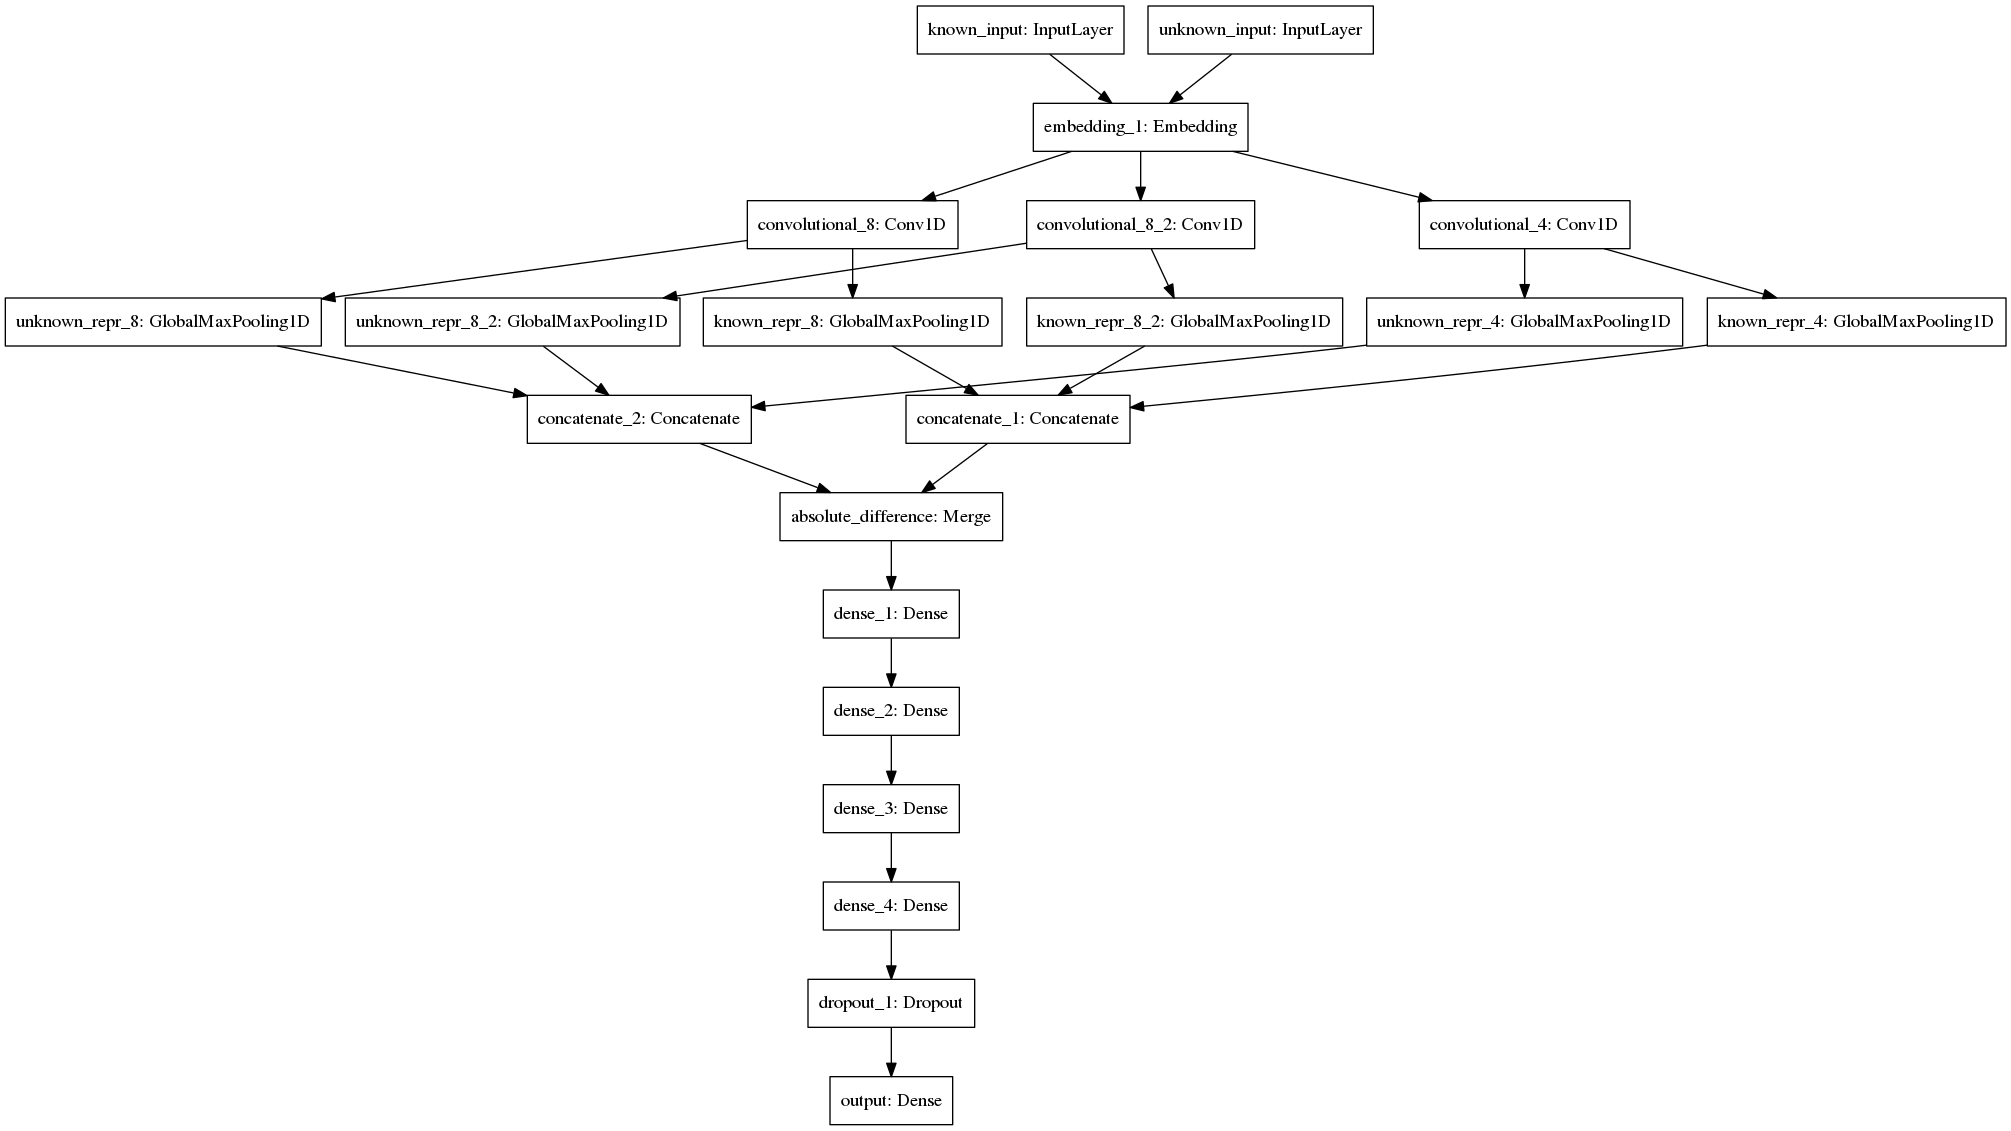 known_input: InputLayer
unknown_input: InputLayer
embedding_1: Embedding
convolutional_8: Conv1D
convolutional_8_2: Conv1D
convolutional_4: Conv1D
unknown_repr_8: GlobalMaxPooling1D
unknown_repr_8_2: GlobalMaxPooling1D
known_repr_8: GlobalMaxPooling1D
known_repr_8_2: GlobalMaxPooling1D
unknown_repr_4: GlobalMaxPooling1D
known_repr_4: GlobalMaxPooling1D
concatenate_2: Concatenate
concatenate_1: Concatenate
absolute_difference: Merge
dense_1: Dense
dense_2: Dense
dense_3: Dense
dense_4: Dense
dropout_1: Dropout
output: Dense